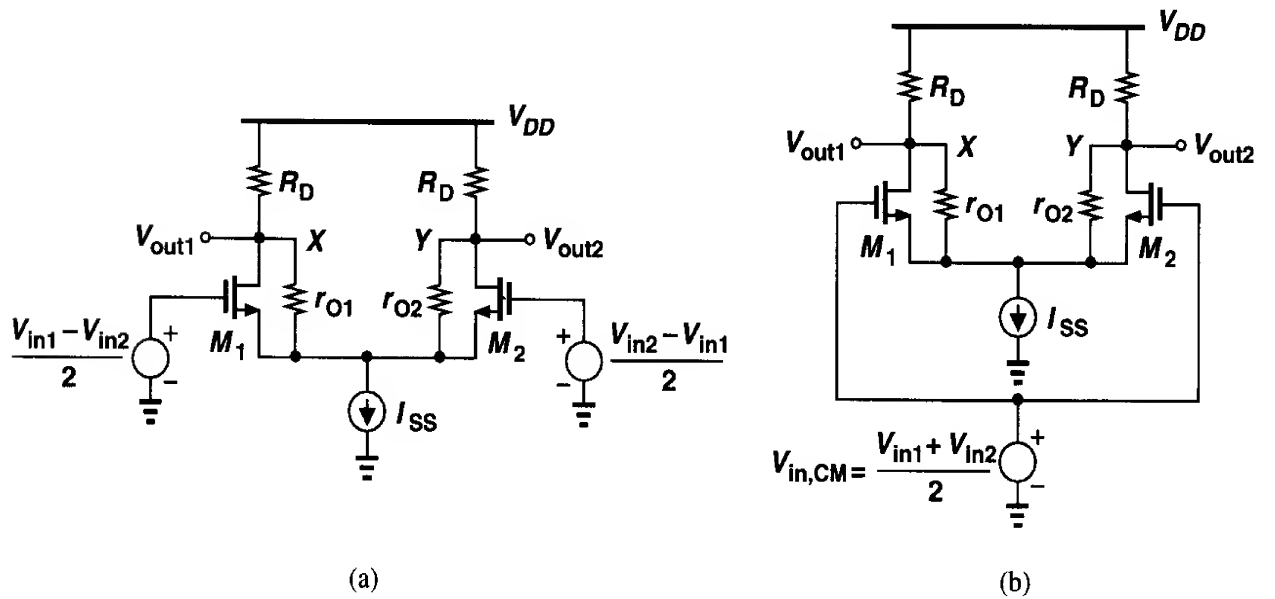 V_DD
R_D R_D
V_out1 X Y V_out2
r_O1 r_O2
M_1 M_2
V_in1 − V_in2
2
+
−
+
−
V_in2 − V_in1
2
I_SS
(a)
V_DD
R_D R_D
V_out1 X Y V_out2
r_O1 r_O2
M_1 M_2
I_SS
V_in,CM = V_in1 + V_in2
2
+
−
(b)